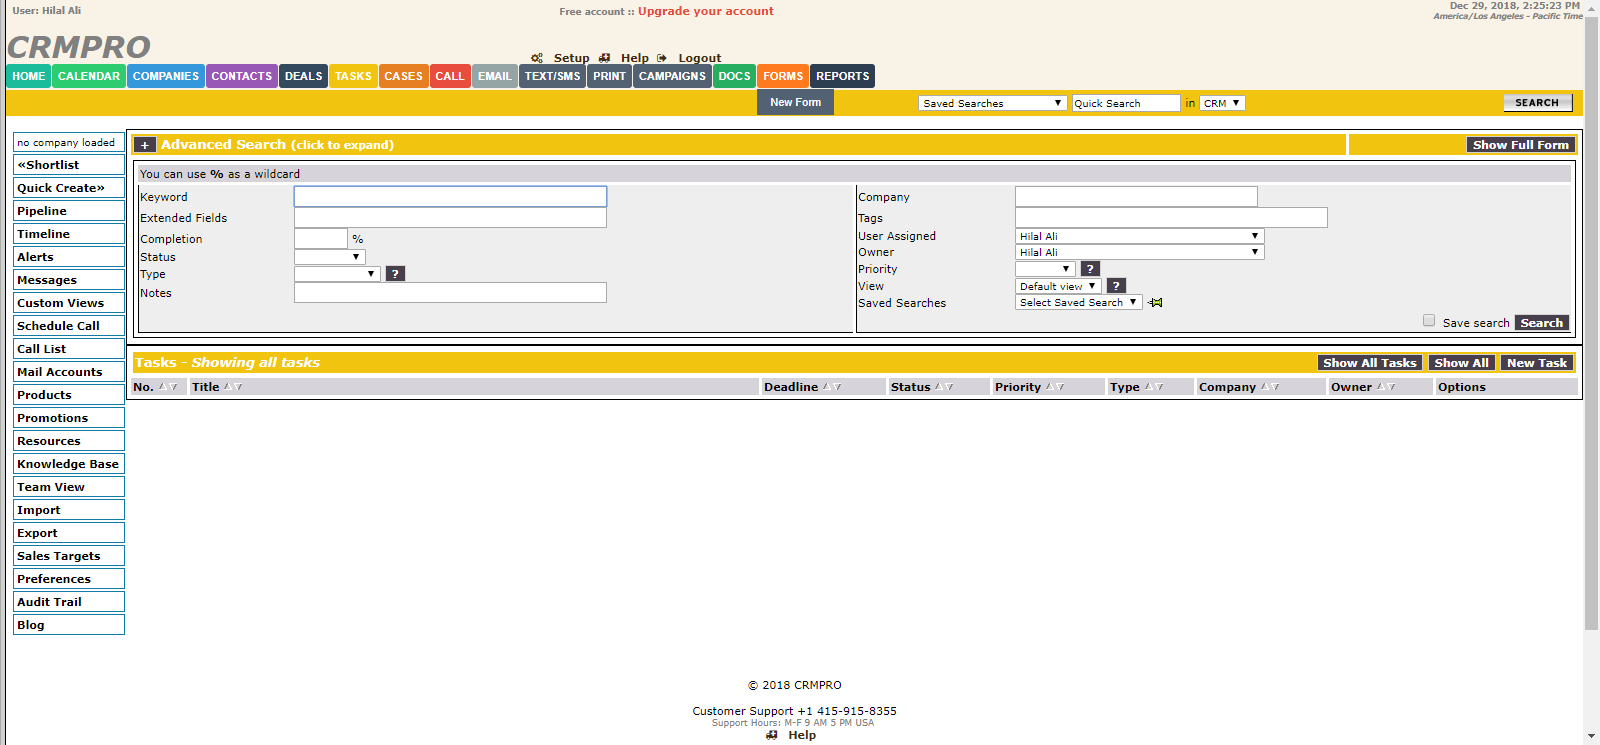 User: Hilal Ali
Free account :: Upgrade your account
Dec 29, 2018, 2:25:23 PM
America/Los Angeles - Pacific Time
CRMPRO
Setup Help Logout
HOME CALENDAR COMPANIES CONTACTS DEALS TASKS CASES CALL EMAIL TEXT/SMS PRINT CAMPAIGNS DOCS FORMS REPORTS
New Form
Saved Searches Quick Search in CRM SEARCH
no company loaded
«Shortlist
Quick Create»
Pipeline
Timeline
Alerts
Messages
Custom Views
Schedule Call
Call List
Mail Accounts
Products
Promotions
Resources
Knowledge Base
Team View
Import
Export
Sales Targets
Preferences
Audit Trail
Blog
+ Advanced Search (click to expand) Show Full Form
You can use % as a wildcard
Keyword
Extended Fields
Completion %
Status
Type ?
Notes
Company
Tags
User Assigned Hilal Ali
Owner Hilal Ali
Priority ?
View Default view ?
Saved Searches Select Saved Search
Save search Search
Tasks - Showing all tasks Show All Tasks Show All New Task
No. Title Deadline Status Priority Type Company Owner Options
© 2018 CRMPRO
Customer Support +1 415-915-8355
Support Hours: M-F 9 AM 5 PM USA
Help